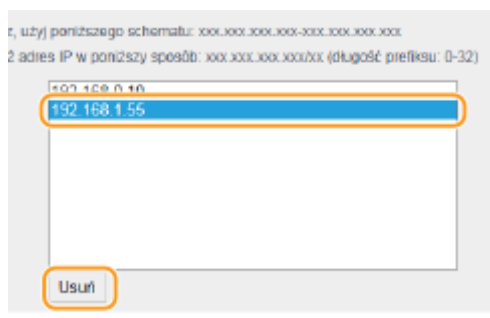 z, użyj poniższego schematu: xxx.xxx.xxx.xxx-xxx.xxx.xxx.xxx
ź adres IP w poniższy sposób: xxx.xxx.xxx.xxx/xx (długość prefiksu: 0-32)
192.168.0.10
192.168.1.55
Usuń